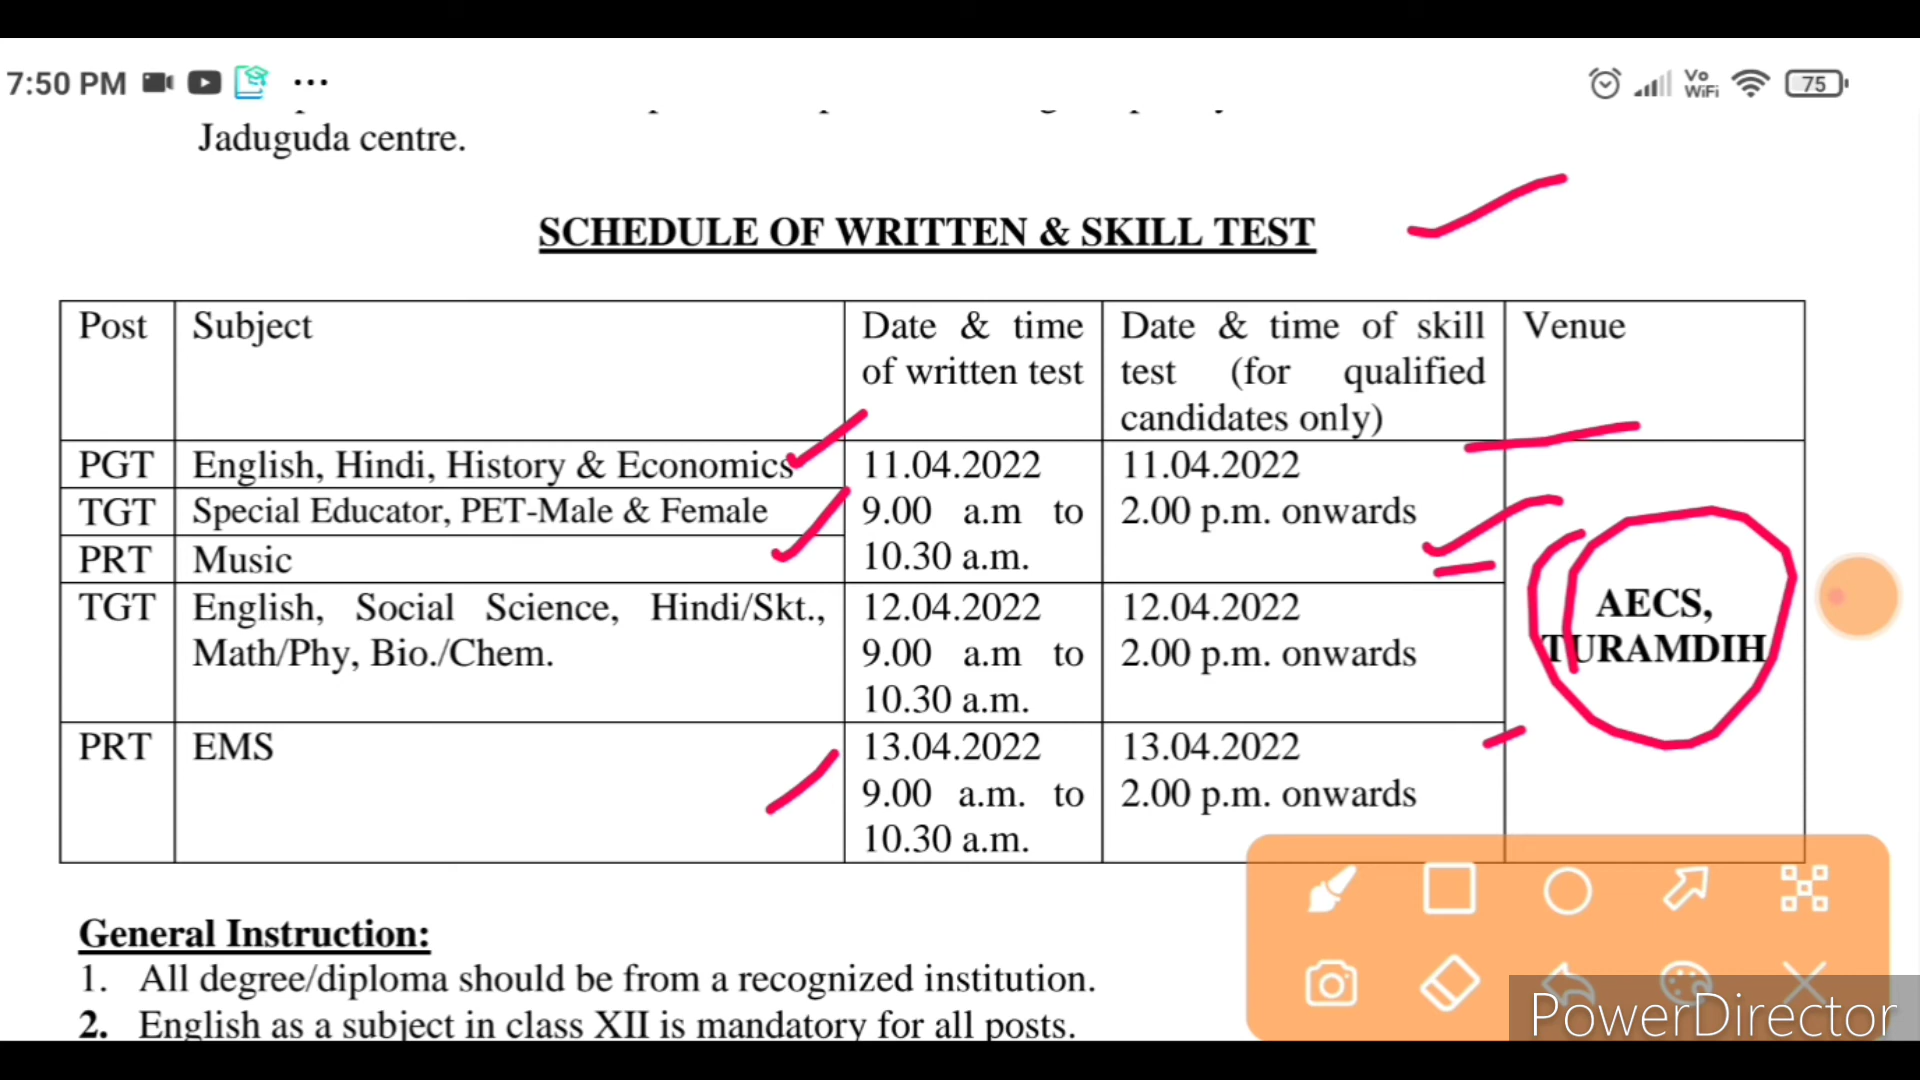 7:50 PM
Vo
WiFi
75
Jaduguda centre.
SCHEDULE OF WRITTEN & SKILL TEST
Post Subject Date & time of written test Date & time of skill test (for qualified candidates only) Venue
PGT English, Hindi, History & Economics
TGT Special Educator, PET-Male & Female
PRT Music
11.04.2022
9.00 a.m to
10.30 a.m.
11.04.2022
2.00 p.m. onwards
TGT English, Social Science, Hindi/Skt.,
Math/Phy, Bio./Chem.
12.04.2022
9.00 a.m to
10.30 a.m.
12.04.2022
2.00 p.m. onwards
PRT EMS
13.04.2022
9.00 a.m. to
10.30 a.m.
13.04.2022
2.00 p.m. onwards
AECS,
TURAMDIH
General Instruction:
1. All degree/diploma should be from a recognized institution.
2. English as a subject in class XII is mandatory for all posts.
PowerDirector